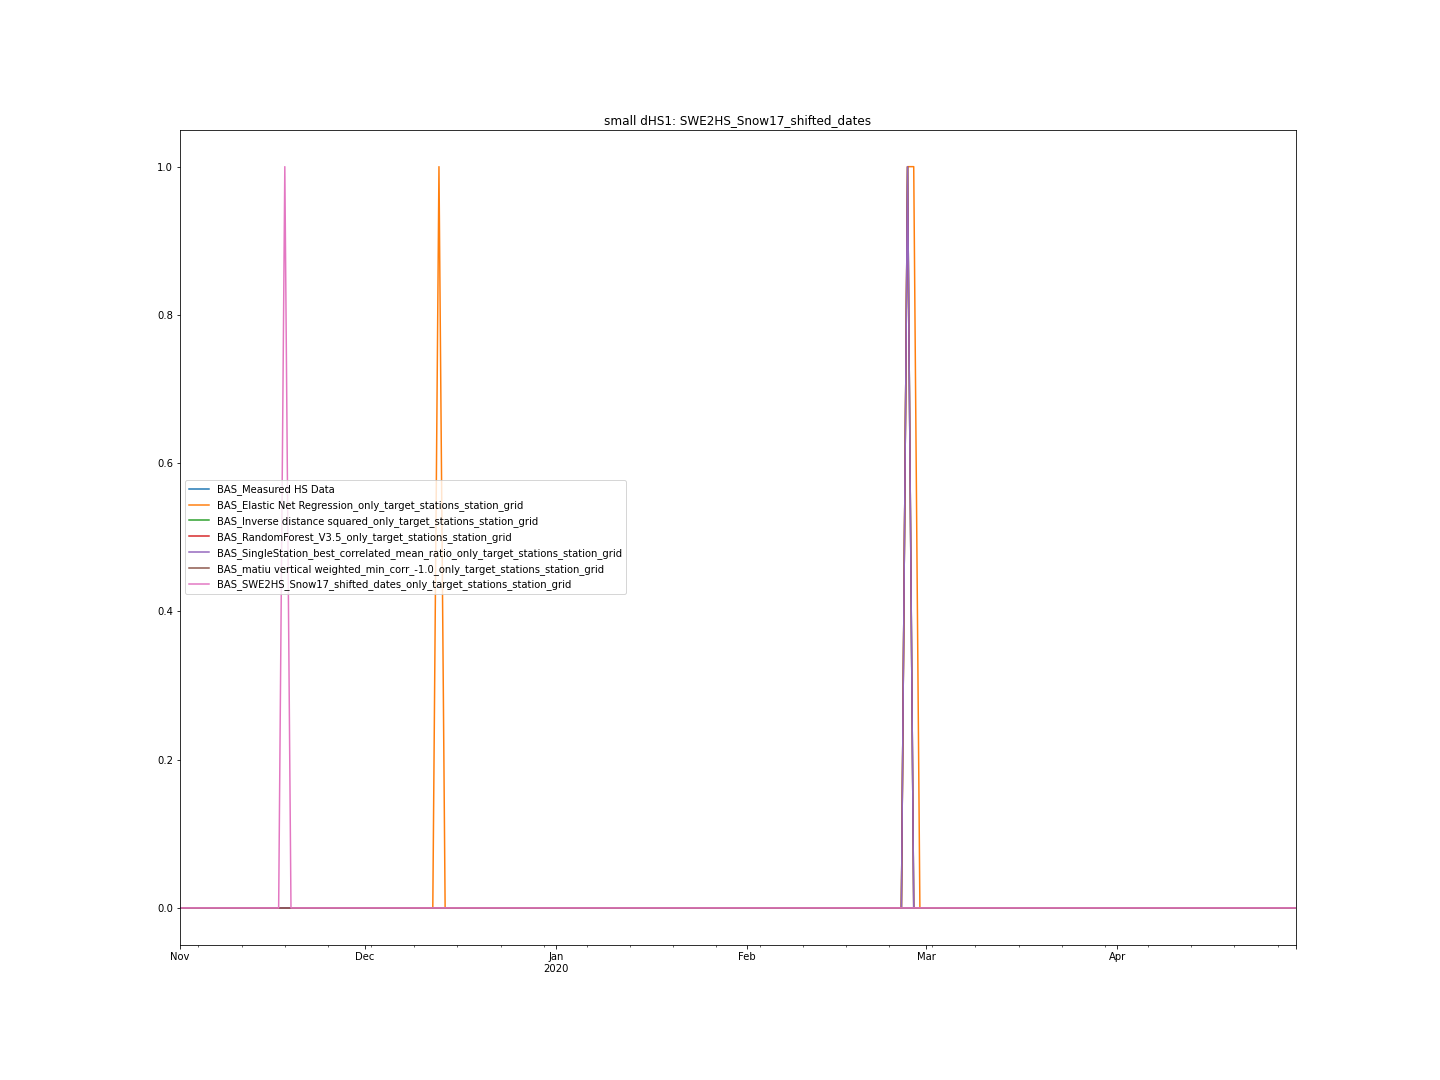 small dHS1: SWE2HS_Snow17_shifted_dates
1.0
0.8
0.6
0.4
0.2
0.0
BAS_Measured HS Data
BAS_Elastic Net Regression_only_target_stations_station_grid
BAS_Inverse distance squared_only_target_stations_station_grid
BAS_RandomForest_V3.5_only_target_stations_station_grid
BAS_SingleStation_best_correlated_mean_ratio_only_target_stations_station_grid
BAS_matiu vertical weighted_min_corr_-1.0_only_target_stations_station_grid
BAS_SWE2HS_Snow17_shifted_dates_only_target_stations_station_grid
Nov Dec Jan Feb Mar Apr
2020